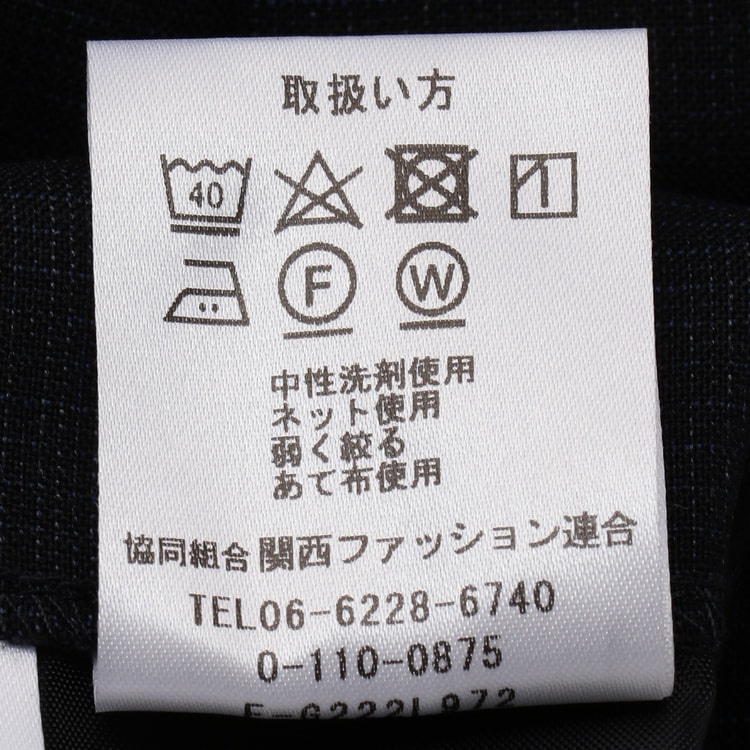 取扱い方
40
F W
中性洗剤使用
ネット使用
弱く絞る
あて布使用
協同組合 関西ファッション連合
TEL06-6228-6740
0-110-0875